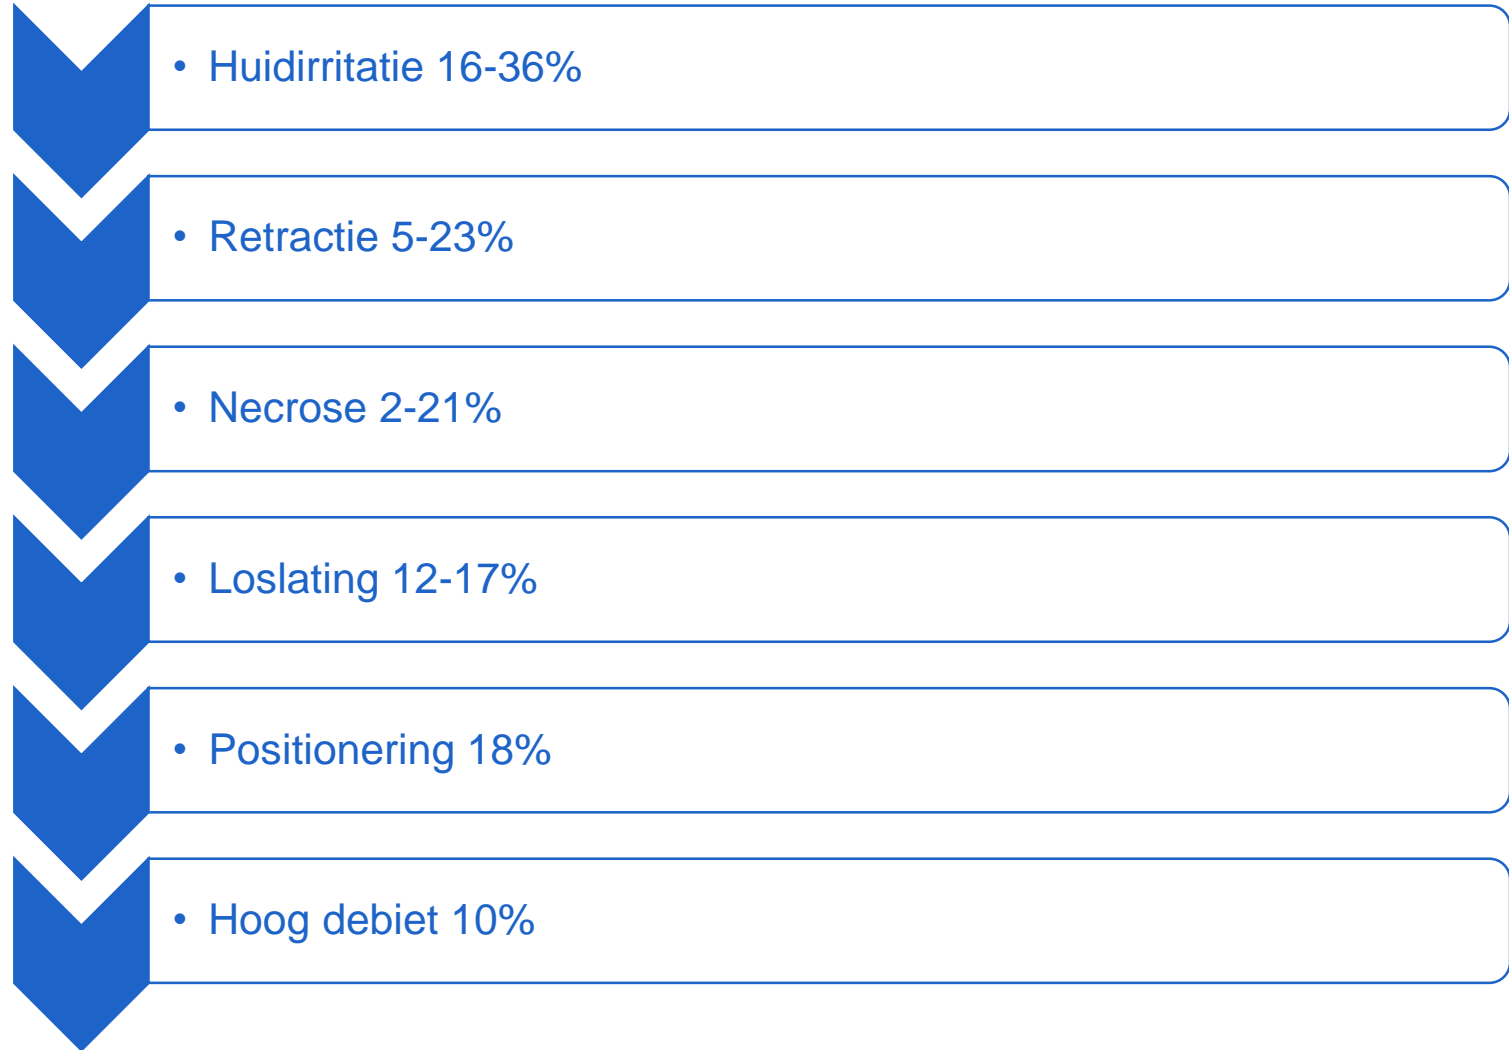 • Huidirritatie 16-36%
• Retractie 5-23%
• Necrose 2-21%
• Loslating 12-17%
• Positionering 18%
• Hoog debiet 10%